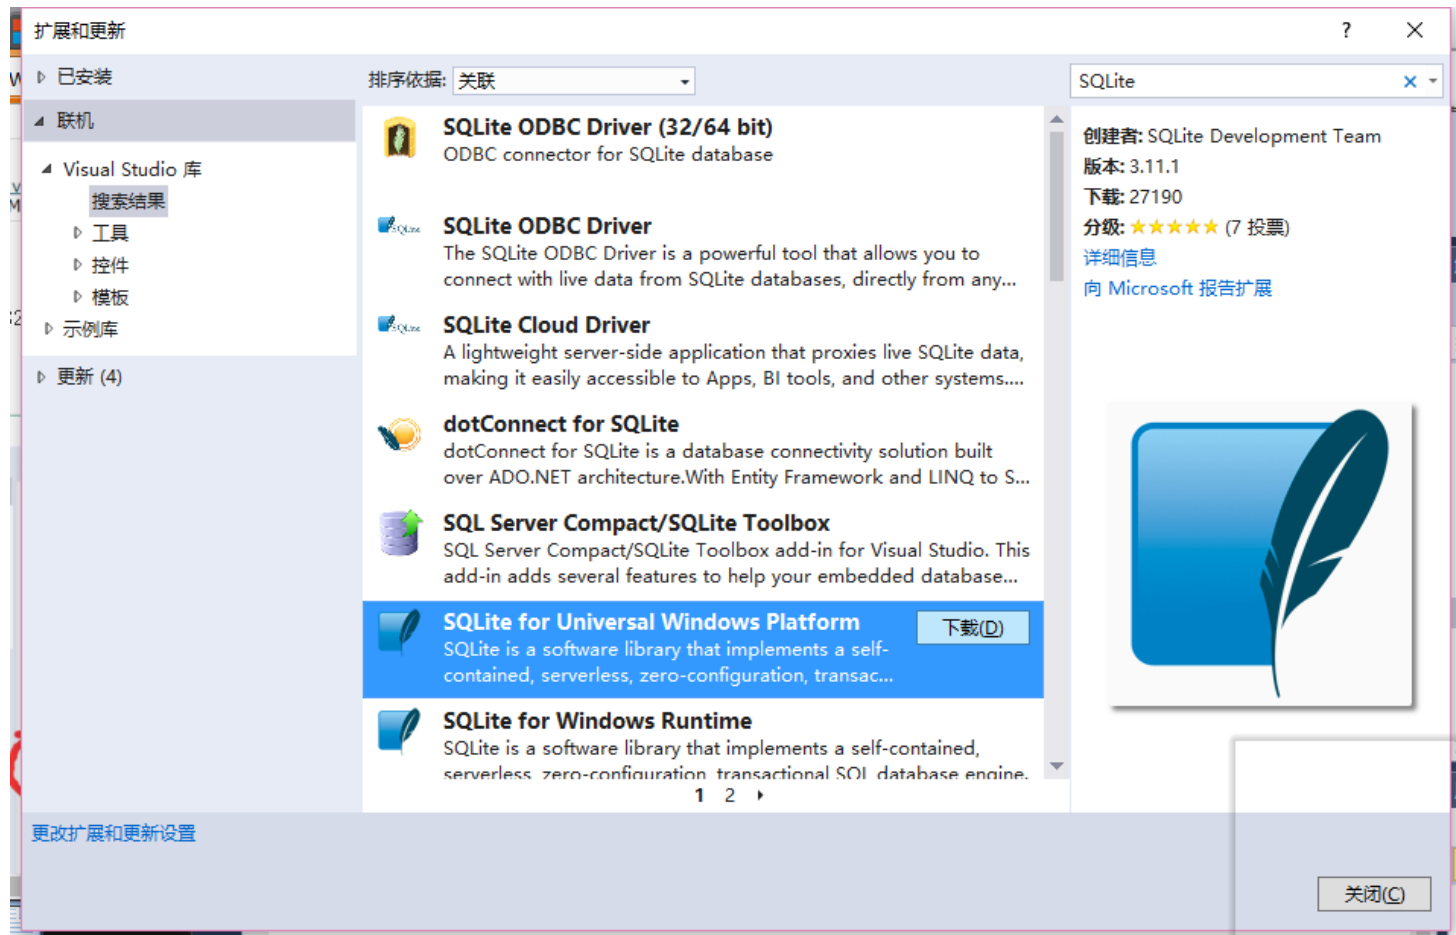 扩展和更新
?
已安装
排序依据: 关联
SQLite
联机
Visual Studio 库
搜索结果
工具
控件
模板
示例库
更新 (4)
SQLite ODBC Driver (32/64 bit)
ODBC connector for SQLite database
SQLite ODBC Driver
The SQLite ODBC Driver is a powerful tool that allows you to
connect with live data from SQLite databases, directly from any...
SQLite Cloud Driver
A lightweight server-side application that proxies live SQLite data,
making it easily accessible to Apps, BI tools, and other systems....
dotConnect for SQLite
dotConnect for SQLite is a database connectivity solution built
over ADO.NET architecture.With Entity Framework and LINQ to S...
SQL Server Compact/SQLite Toolbox
SQL Server Compact/SQLite Toolbox add-in for Visual Studio. This
add-in adds several features to help your embedded database...
SQLite for Universal Windows Platform
下载(D)
SQLite is a software library that implements a self-
contained, serverless, zero-configuration, transac...
SQLite for Windows Runtime
SQLite is a software library that implements a self-contained,
serverless, zero-configuration, transactional SQL database engine.
1 2
创建者: SQLite Development Team
版本: 3.11.1
下载: 27190
分级: ★★★★★ (7 投票)
详细信息
向 Microsoft 报告扩展
更改扩展和更新设置
关闭(C)